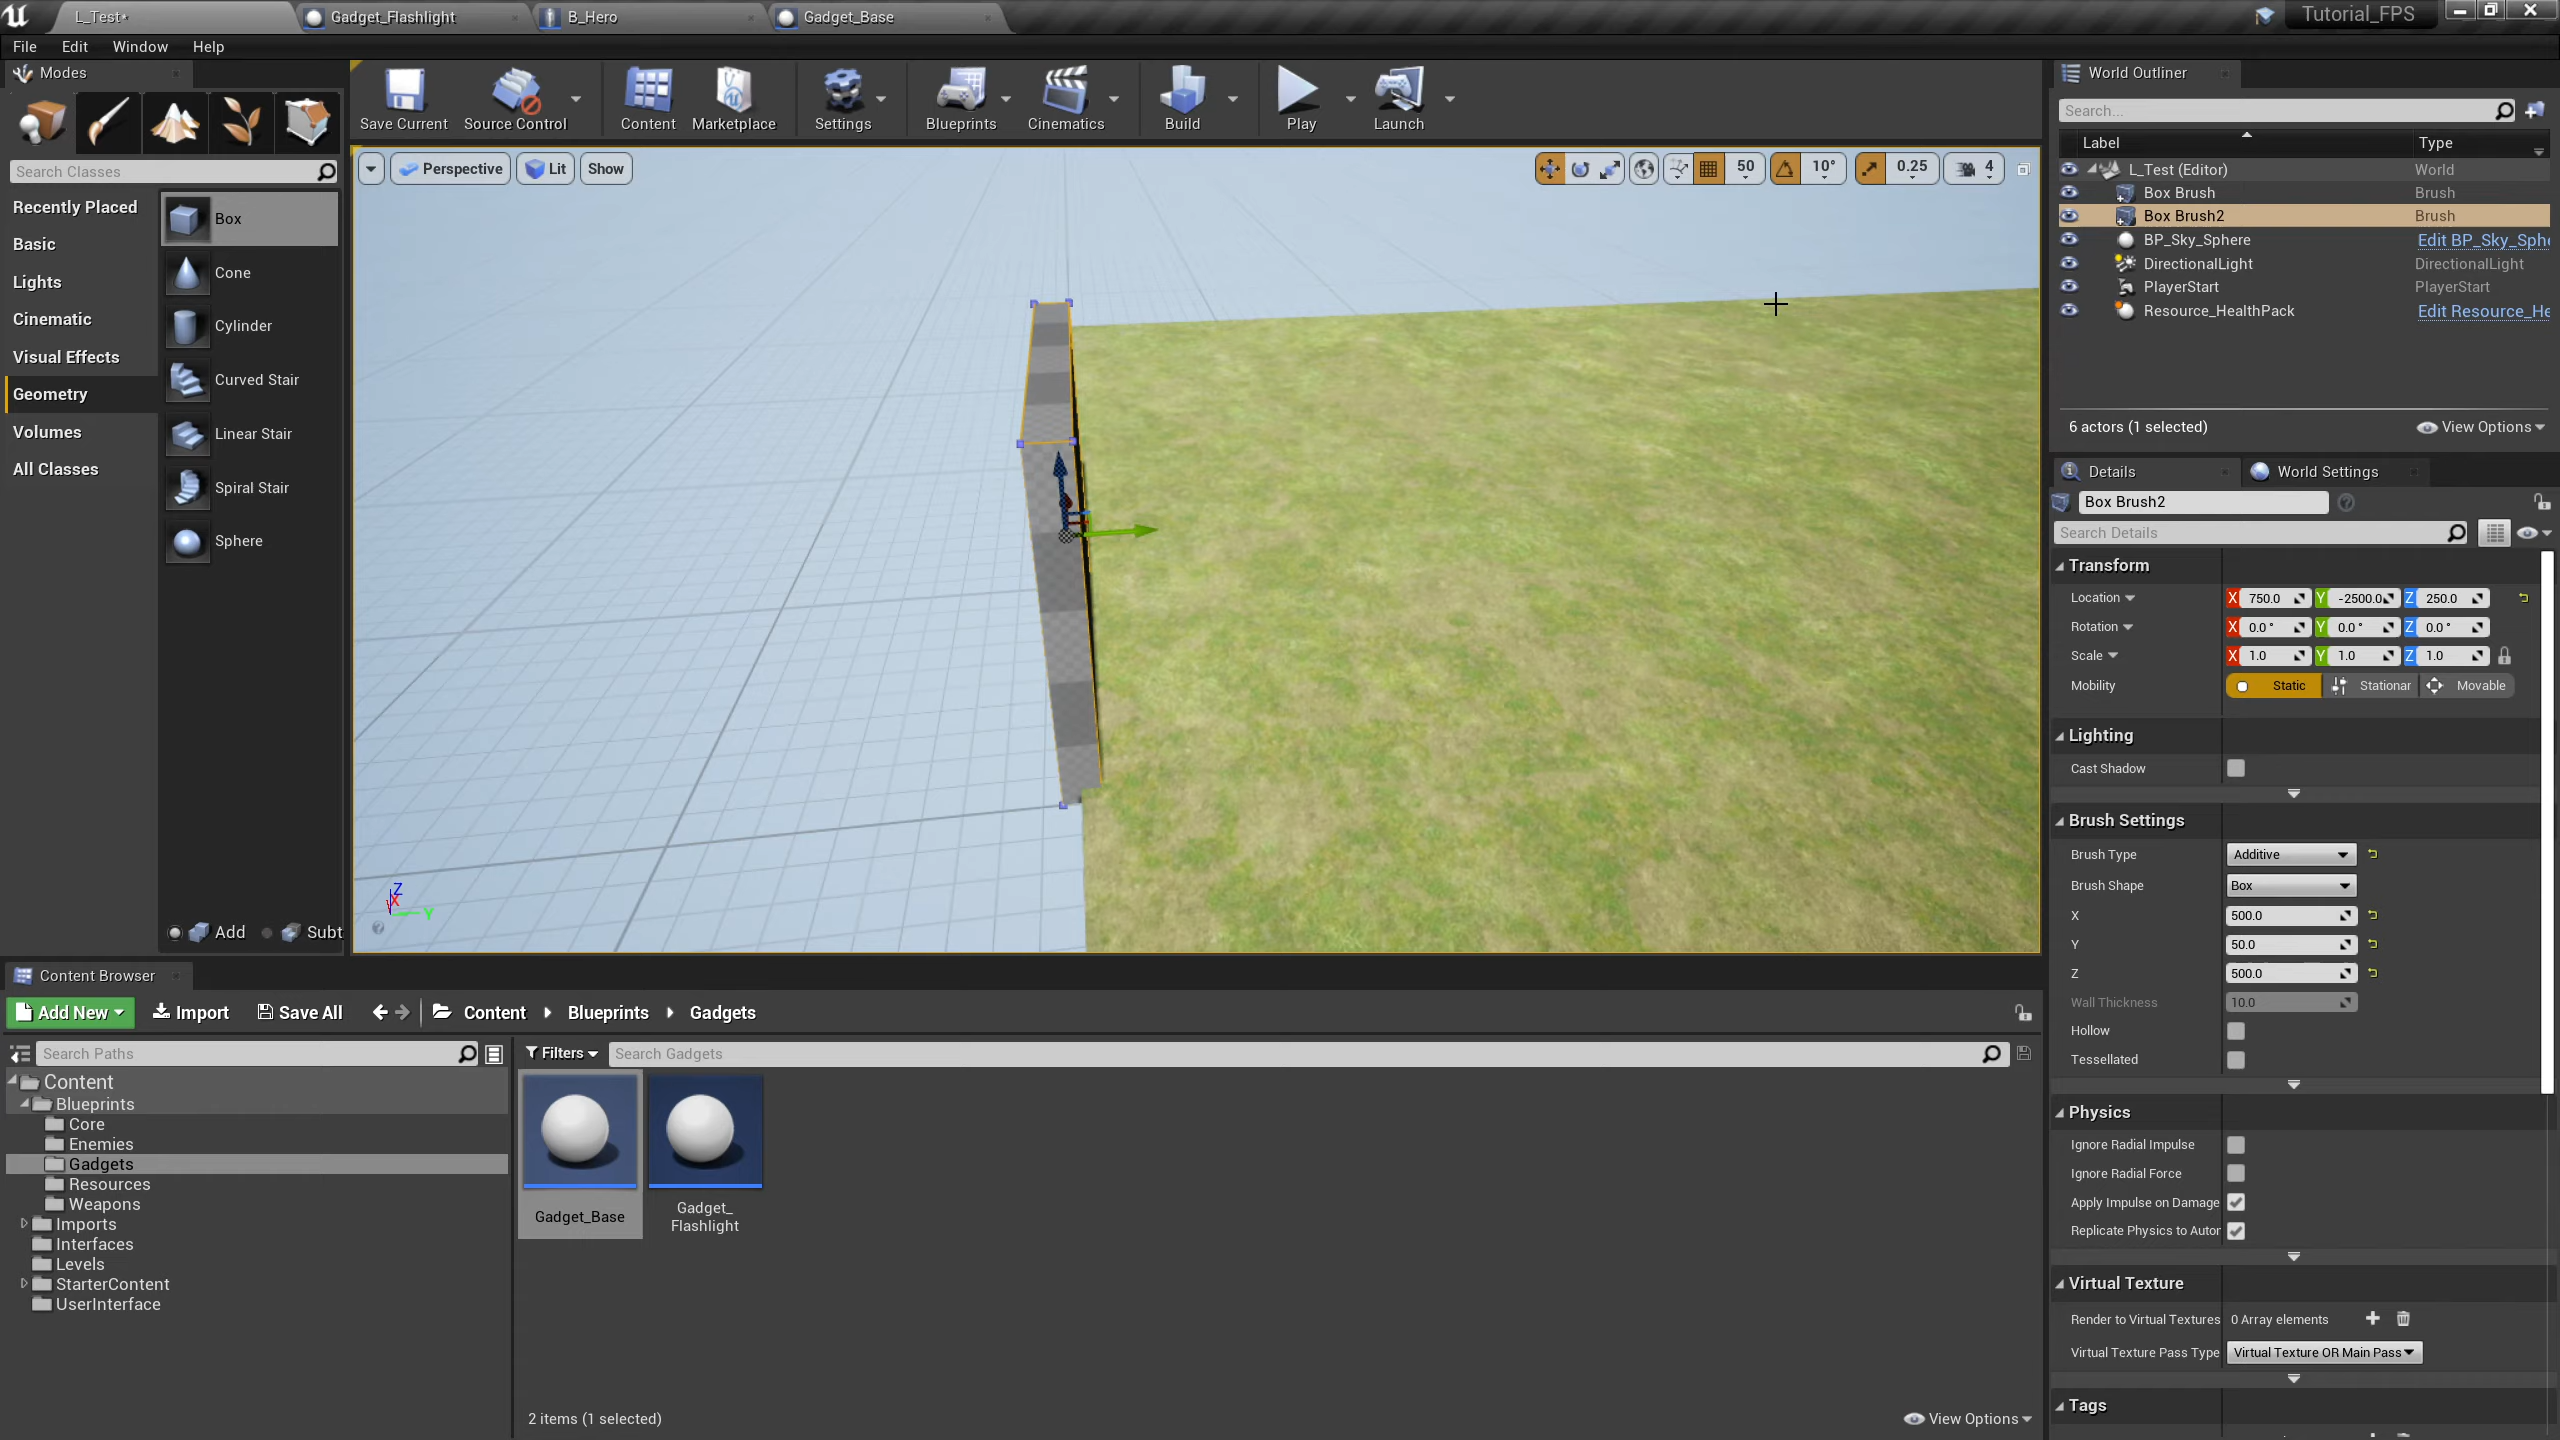 L_Test*
Gadget_Flashlight
B_Hero
Gadget_Base
Tutorial_FPS
File
Edit
Window
Help
Modes
Save Current
Source Control
Content
Marketplace
Settings
Blueprints
Cinematics
Build
Play
Launch
Search Classes
Recently Placed
Basic
Lights
Cinematic
Visual Effects
Geometry
Volumes
All Classes
Box
Cone
Cylinder
Curved Stair
Linear Stair
Spiral Stair
Sphere
Add
Subt
Perspective
Lit
Show
50
10°
0.25
4
Z
X
Y
World Outliner
Search...
Label
Type
L_Test (Editor)
World
Box Brush
Brush
Box Brush2
Brush
BP_Sky_Sphere
Edit BP_Sky_Sph
DirectionalLight
DirectionalLight
PlayerStart
PlayerStart
Resource_HealthPack
Edit Resource_He
6 actors (1 selected)
View Options
Details
World Settings
Box Brush2
Search Details
Transform
Location
X 750.0 Y -2500.0 Z 250.0
Rotation
X 0.0 ° Y 0.0 ° Z 0.0 °
Scale
X 1.0 Y 1.0 Z 1.0
Mobility
Static
Stationar
Movable
Lighting
Cast Shadow
Brush Settings
Brush Type
Additive
Brush Shape
Box
X
500.0
Y
50.0
Z
500.0
Wall Thickness
10.0
Hollow
Tessellated
Physics
Ignore Radial Impulse
Ignore Radial Force
Apply Impulse on Damage
Replicate Physics to Autor
Virtual Texture
Render to Virtual Textures
0 Array elements
Virtual Texture Pass Type
Virtual Texture OR Main Pass
Tags
Content Browser
Add New
Import
Save All
Content
Blueprints
Gadgets
Search Paths
Filters
Search Gadgets
Content
Blueprints
Core
Enemies
Gadgets
Resources
Weapons
Imports
Interfaces
Levels
StarterContent
UserInterface
Gadget_Base
Gadget_
Flashlight
2 items (1 selected)
View Options